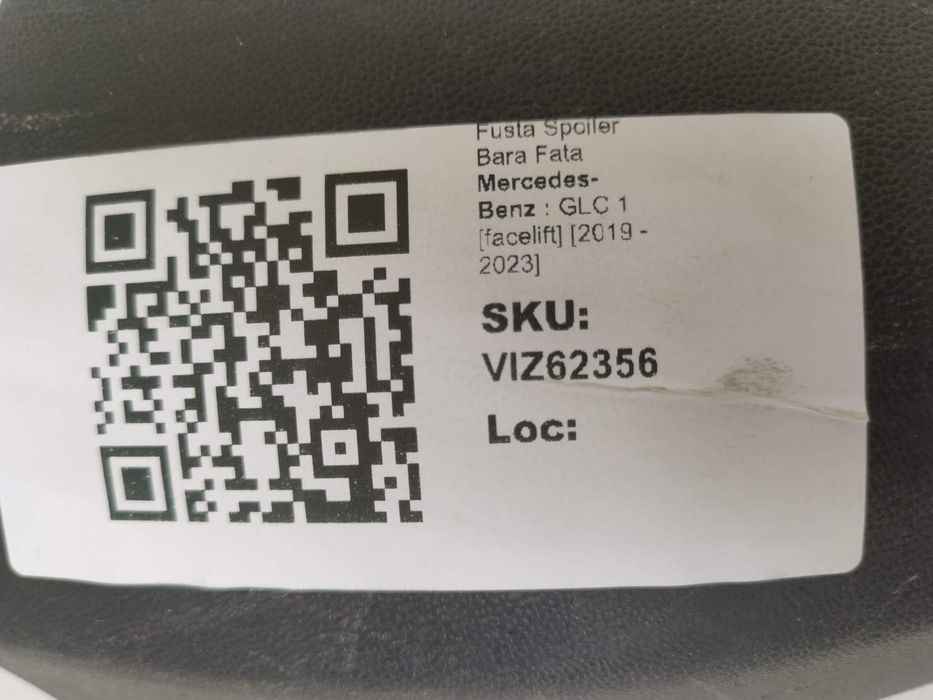 Fusta Spoiler
Bara Fata
Mercedes-
Benz : GLC 1
[facelift] [2019 -
2023]
SKU:
VIZ62356
Loc: